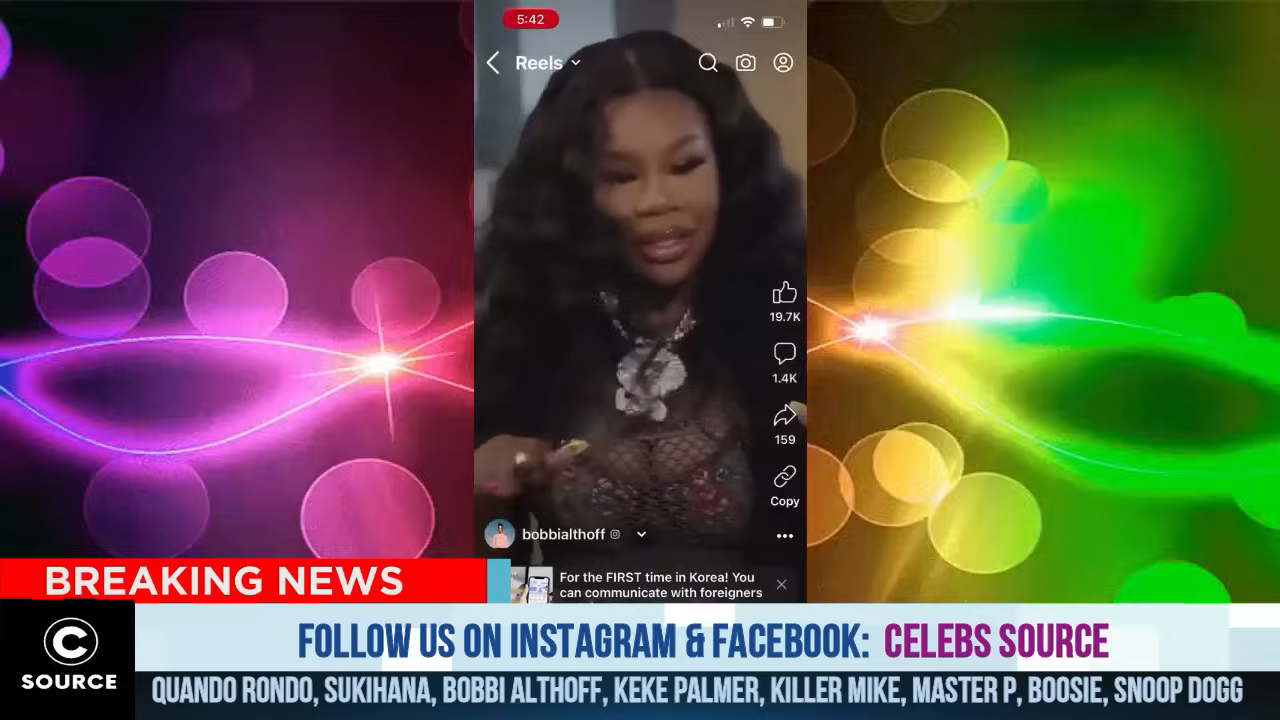 5:42
Reels
19.7K
1.4K
159
Copy
bobbialthoff
For the FIRST time in Korea! You
can communicate with foreigners
BREAKING NEWS
C
SOURCE
FOLLOW US ON INSTAGRAM & FACEBOOK: CELEBS SOURCE
QUANDO RONDO, SUKIHANA, BOBBI ALTHOFF, KEKE PALMER, KILLER MIKE, MASTER P, BOOSIE, SNOOP DOGG